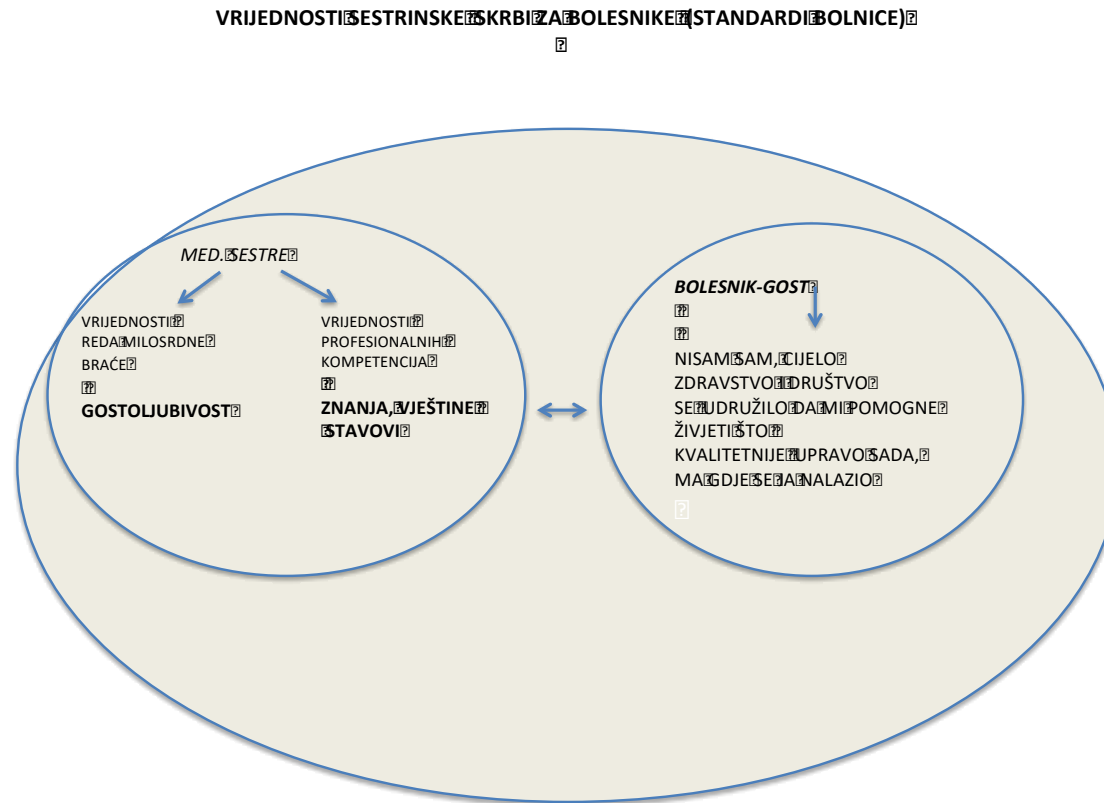 VRIJEDNOSTI SESTRINSKE SKRBI ZA BOLESNIKE (STANDARDI BOLNICE)
MED. SESTRE
VRIJEDNOSTI
REDA MILOSRDNE
BRAĆE
GOSTOLJUBIVOST
VRIJEDNOSTI
PROFESIONALNIH
KOMPETENCIJA
ZNANJA, VJEŠTINE
STAVOVI
BOLESNIK-GOST
NISAM SAM, CIJELO
ZDRAVSTVO I DRUŠTVO
SE UDRUŽILO DA MI POMOGNE
ŽIVJETI ŠTO
KVALITETNIJE UPRAVO SADA,
MA GDJE SE JA NALAZIO